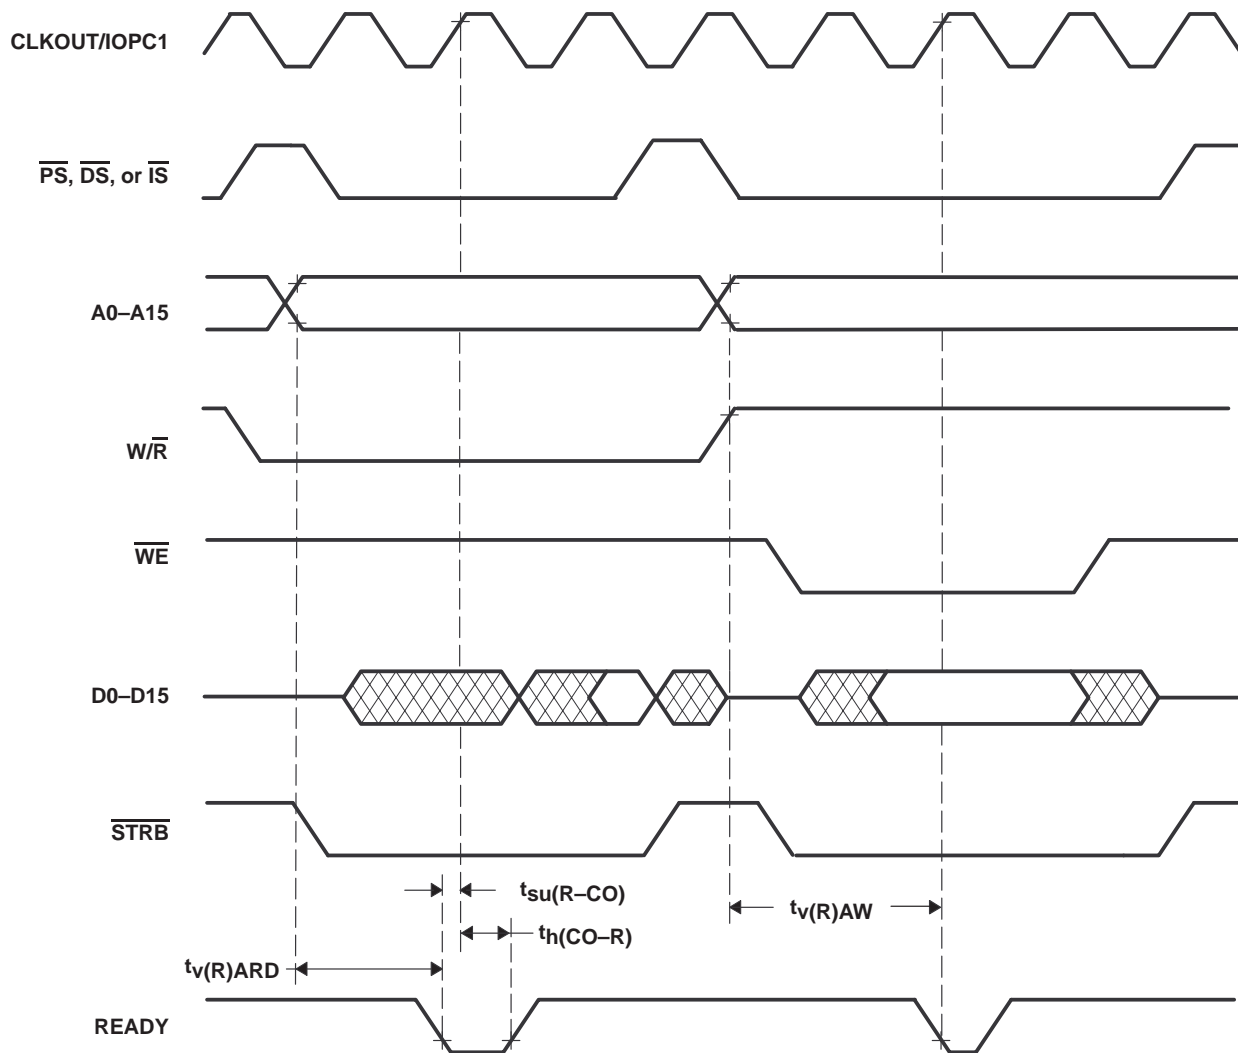 CLKOUT/IOPC1
PS, DS, or IS
A0–A15
W/R
WE
D0–D15
STRB
tsu(R–CO)
tv(R)AW
th(CO–R)
tv(R)ARD
READY